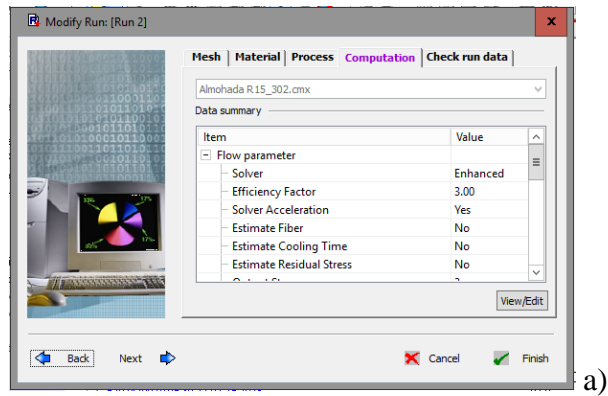 Modify Run: [Run 2]
Mesh Material Process Computation Check run data
Almohada R15_302.cmx
Data summary
Item Value
Flow parameter
Solver Enhanced
Efficiency Factor 3.00
Solver Acceleration Yes
Estimate Fiber No
Estimate Cooling Time No
Estimate Residual Stress No
View/Edit
Back Next Cancel Finish
a)